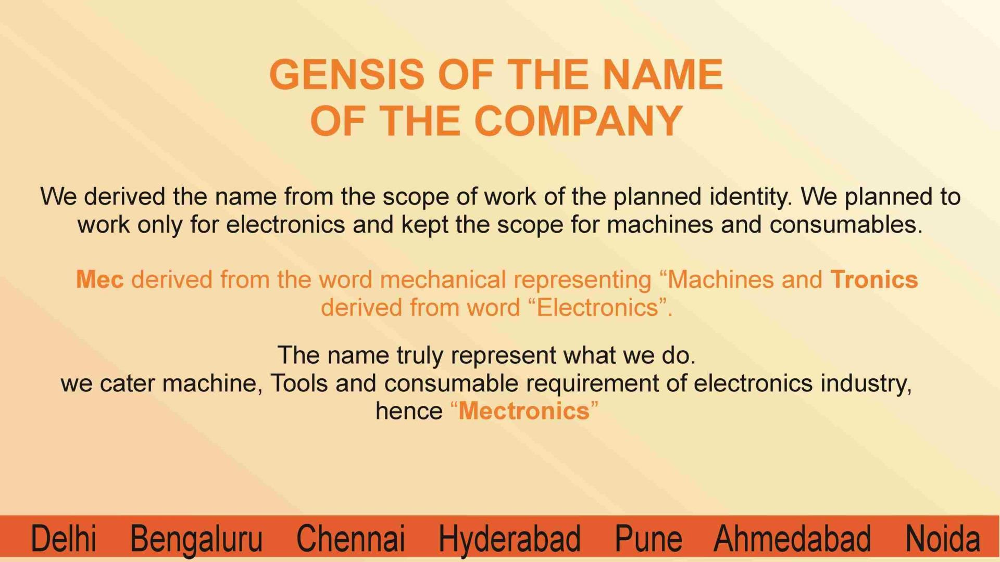 GENSIS OF THE NAME
OF THE COMPANY
We derived the name from the scope of work of the planned identity. We planned to
work only for electronics and kept the scope for machines and consumables.
Mec derived from the word mechanical representing “Machines and Tronics
derived from word “Electronics”.
The name truly represent what we do.
we cater machine, Tools and consumable requirement of electronics industry,
hence “Mectronics”
Delhi Bengaluru Chennai Hyderabad Pune Ahmedabad Noida